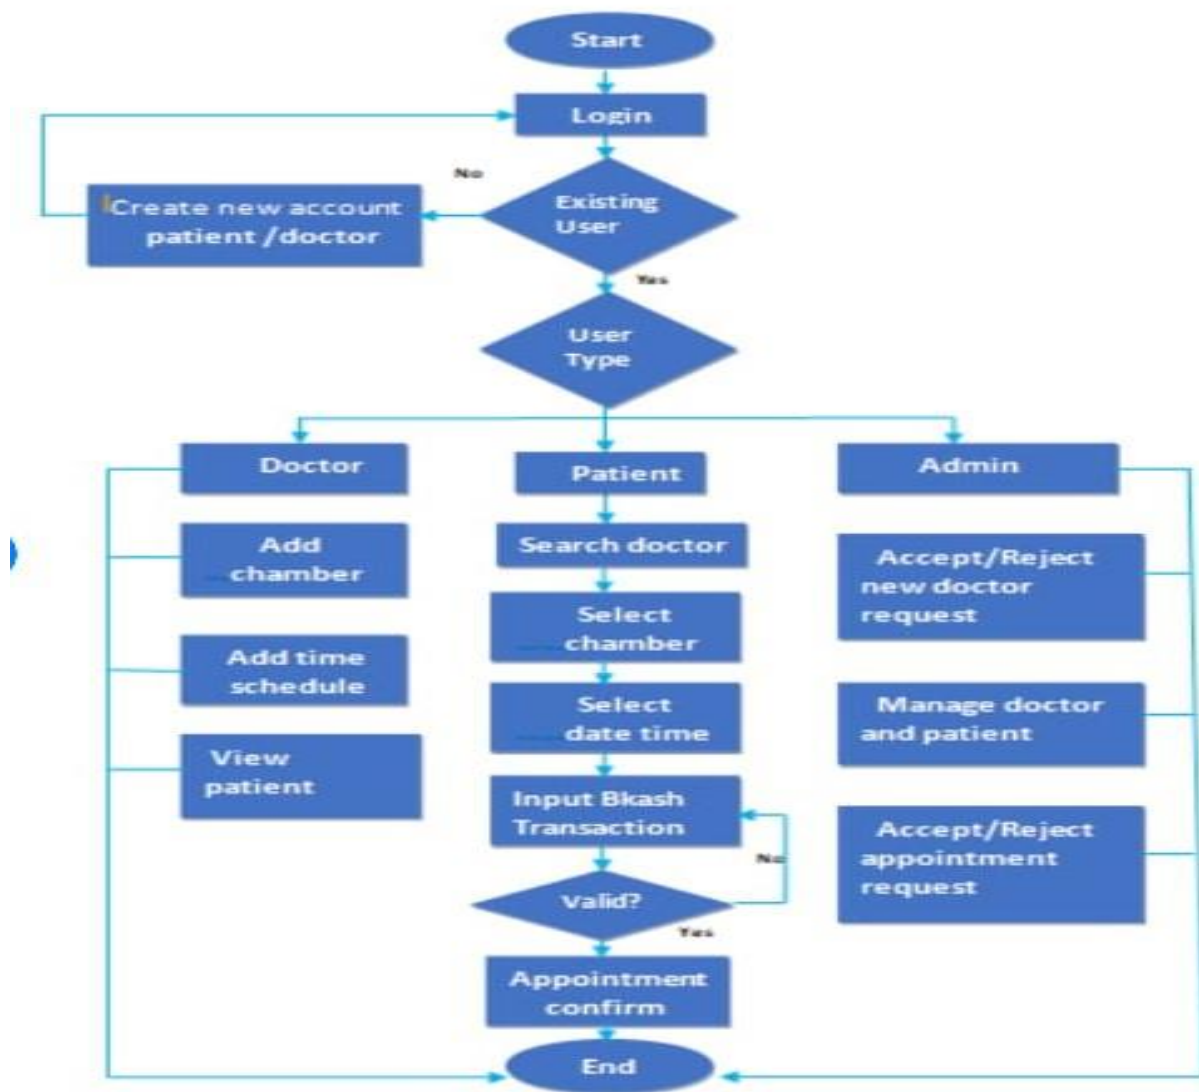 Start
Login
No
Create new account
patient /doctor
Existing
User
Yes
User
Type
Doctor
Patient
Admin
Add
chamber
Search doctor
Accept/Reject
new doctor
request
Select
chamber
Add time
schedule
Select
date time
Manage doctor
and patient
View
patient
Input Bkash
Transaction
No
Accept/Reject
appointment
request
Valid?
Yes
Appointment
confirm
End